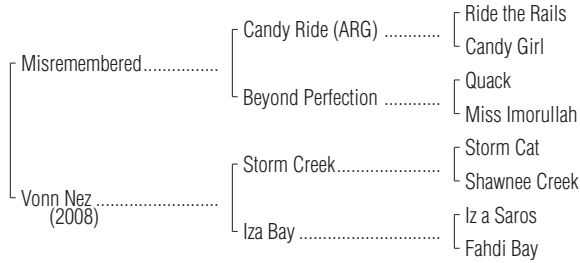 Ride the Rails
Candy Ride (ARG) ............
Candy Girl
Misremembered................
Quack
Beyond Perfection ............
Miss Imorullah
Storm Cat
Storm Creek......................
Shawnee Creek
Vonn Nez ..........................
(2008)
Iz a Saros
Iza Bay ..............................
Fahdi Bay